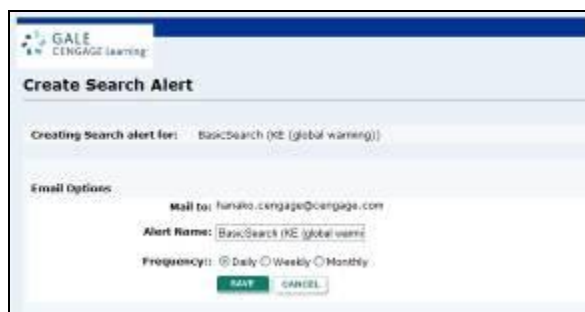 GALE
CENGAGE Learning
Create Search Alert
Creating Search alert for: BasicSearch (KE (global warming))
Email Options
Mail to: hanako.cengage@cengage.com
Alert Name: BasicSearch (KE (global warmi
Frequency:: Daily Weekly Monthly
SAVE CANCEL